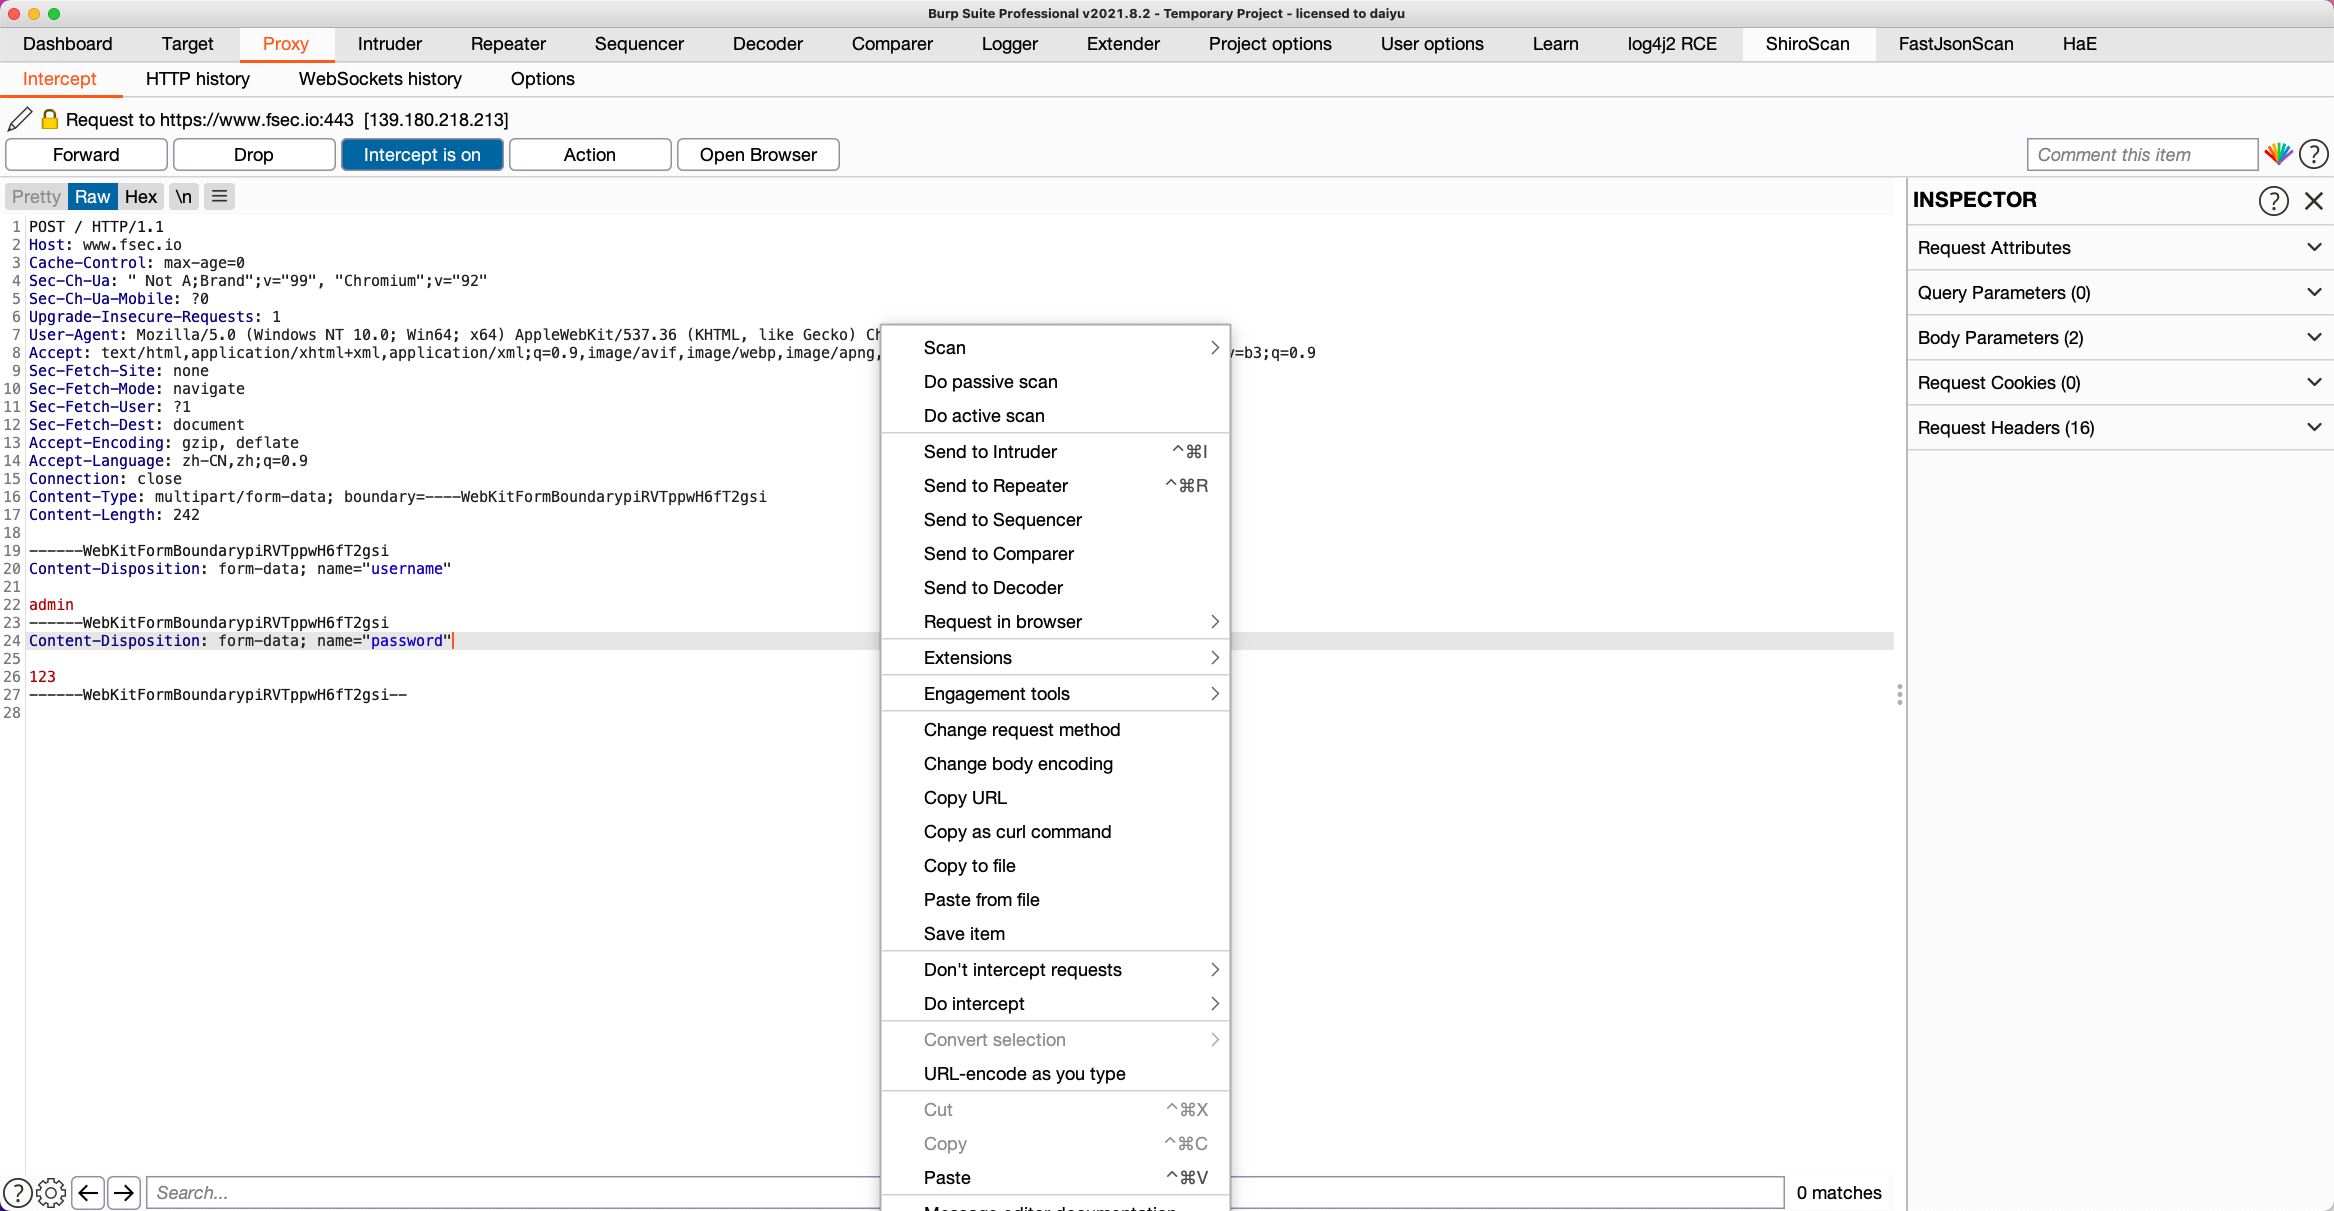 Burp Suite Professional v2021.8.2 - Temporary Project - licensed to daiyu
Dashboard Target Proxy Intruder Repeater Sequencer Decoder Comparer Logger Extender Project options User options Learn log4j2 RCE ShiroScan FastJsonScan HaE
Intercept HTTP history WebSockets history Options
Request to https://www.fsec.io:443 [139.180.218.213]
Forward Drop Intercept is on Action Open Browser Comment this item ?
Pretty Raw Hex \n
1 POST / HTTP/1.1
2 Host: www.fsec.io
3 Cache-Control: max-age=0
4 Sec-Ch-Ua: " Not A;Brand";v="99", "Chromium";v="92"
5 Sec-Ch-Ua-Mobile: ?0
6 Upgrade-Insecure-Requests: 1
7 User-Agent: Mozilla/5.0 (Windows NT 10.0; Win64; x64) AppleWebKit/537.36 (KHTML, like Gecko)
8 Accept: text/html,application/xhtml+xml,application/xml;q=0.9,image/avif,image/webp,image/apng, =b3;q=0.9
9 Sec-Fetch-Site: none
10 Sec-Fetch-Mode: navigate
11 Sec-Fetch-User: ?1
12 Sec-Fetch-Dest: document
13 Accept-Encoding: gzip, deflate
14 Accept-Language: zh-CN,zh;q=0.9
15 Connection: close
16 Content-Type: multipart/form-data; boundary=----WebKitFormBoundarypiRVTppwH6fT2gsi
17 Content-Length: 242
18
19 ------WebKitFormBoundarypiRVTppwH6fT2gsi
20 Content-Disposition: form-data; name="username"
21
22 admin
23 ------WebKitFormBoundarypiRVTppwH6fT2gsi
24 Content-Disposition: form-data; name="password"
25
26 123
27 ------WebKitFormBoundarypiRVTppwH6fT2gsi--
28
Scan
Do passive scan
Do active scan
Send to Intruder ^⌘I
Send to Repeater ^⌘R
Send to Sequencer
Send to Comparer
Send to Decoder
Request in browser
Extensions
Engagement tools
Change request method
Change body encoding
Copy URL
Copy as curl command
Copy to file
Paste from file
Save item
Don't intercept requests
Do intercept
Convert selection
URL-encode as you type
Cut ^⌘X
Copy ^⌘C
Paste ^⌘V
Message editor documentation
INSPECTOR ?
Request Attributes
Query Parameters (0)
Body Parameters (2)
Request Cookies (0)
Request Headers (16)
? Search... 0 matches